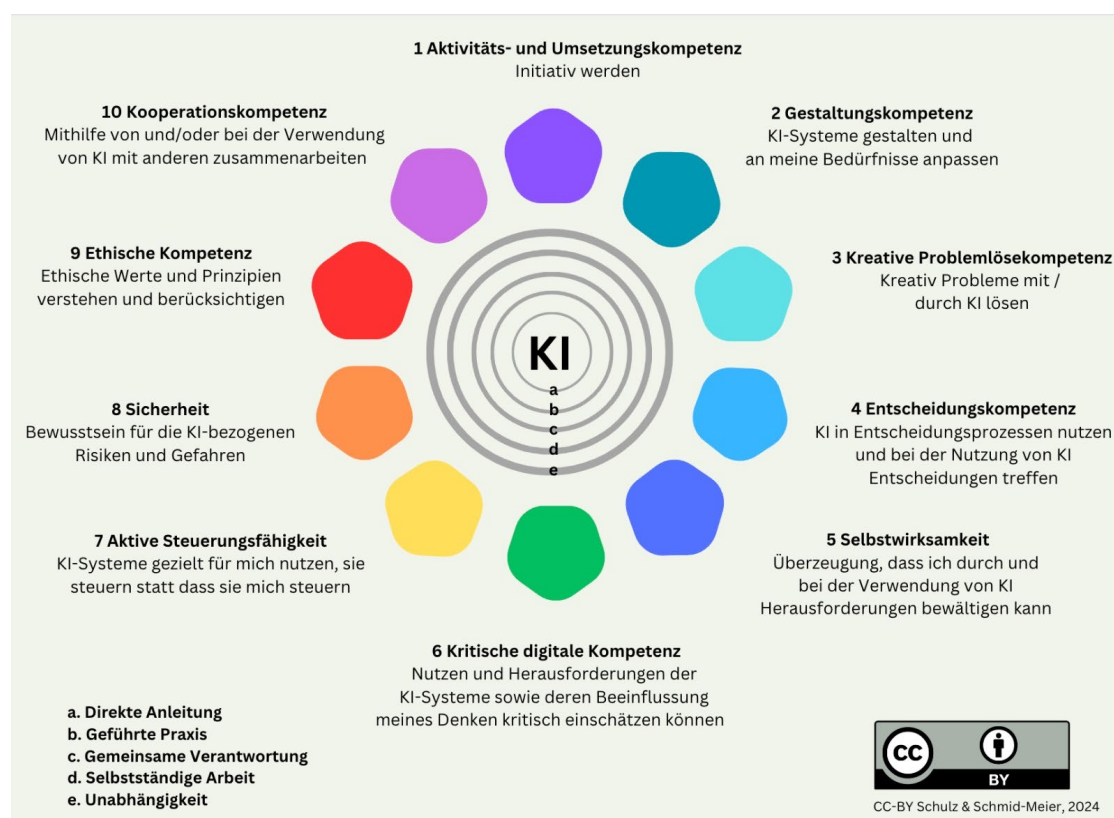 1 Aktivitäts- und Umsetzungskompetenz
Initiativ werden
2 Gestaltungskompetenz
KI-Systeme gestalten und
an meine Bedürfnisse anpassen
3 Kreative Problemlösekompetenz
Kreativ Probleme mit /
durch KI lösen
4 Entscheidungskompetenz
KI in Entscheidungsprozessen nutzen
und bei der Nutzung von KI
Entscheidungen treffen
5 Selbstwirksamkeit
Überzeugung, dass ich durch und
bei der Verwendung von KI
Herausforderungen bewältigen kann
6 Kritische digitale Kompetenz
Nutzen und Herausforderungen der
KI-Systeme sowie deren Beeinflussung
meines Denken kritisch einschätzen können
7 Aktive Steuerungsfähigkeit
KI-Systeme gezielt für mich nutzen, sie
steuern statt dass sie mich steuern
8 Sicherheit
Bewusstsein für die KI-bezogenen
Risiken und Gefahren
9 Ethische Kompetenz
Ethische Werte und Prinzipien
verstehen und berücksichtigen
10 Kooperationskompetenz
Mithilfe von und/oder bei der Verwendung
von KI mit anderen zusammenarbeiten
KI
a
b
c
d
e
a. Direkte Anleitung
b. Geführte Praxis
c. Gemeinsame Verantwortung
d. Selbstständige Arbeit
e. Unabhängigkeit
CC
BY
CC-BY Schulz & Schmid-Meier, 2024